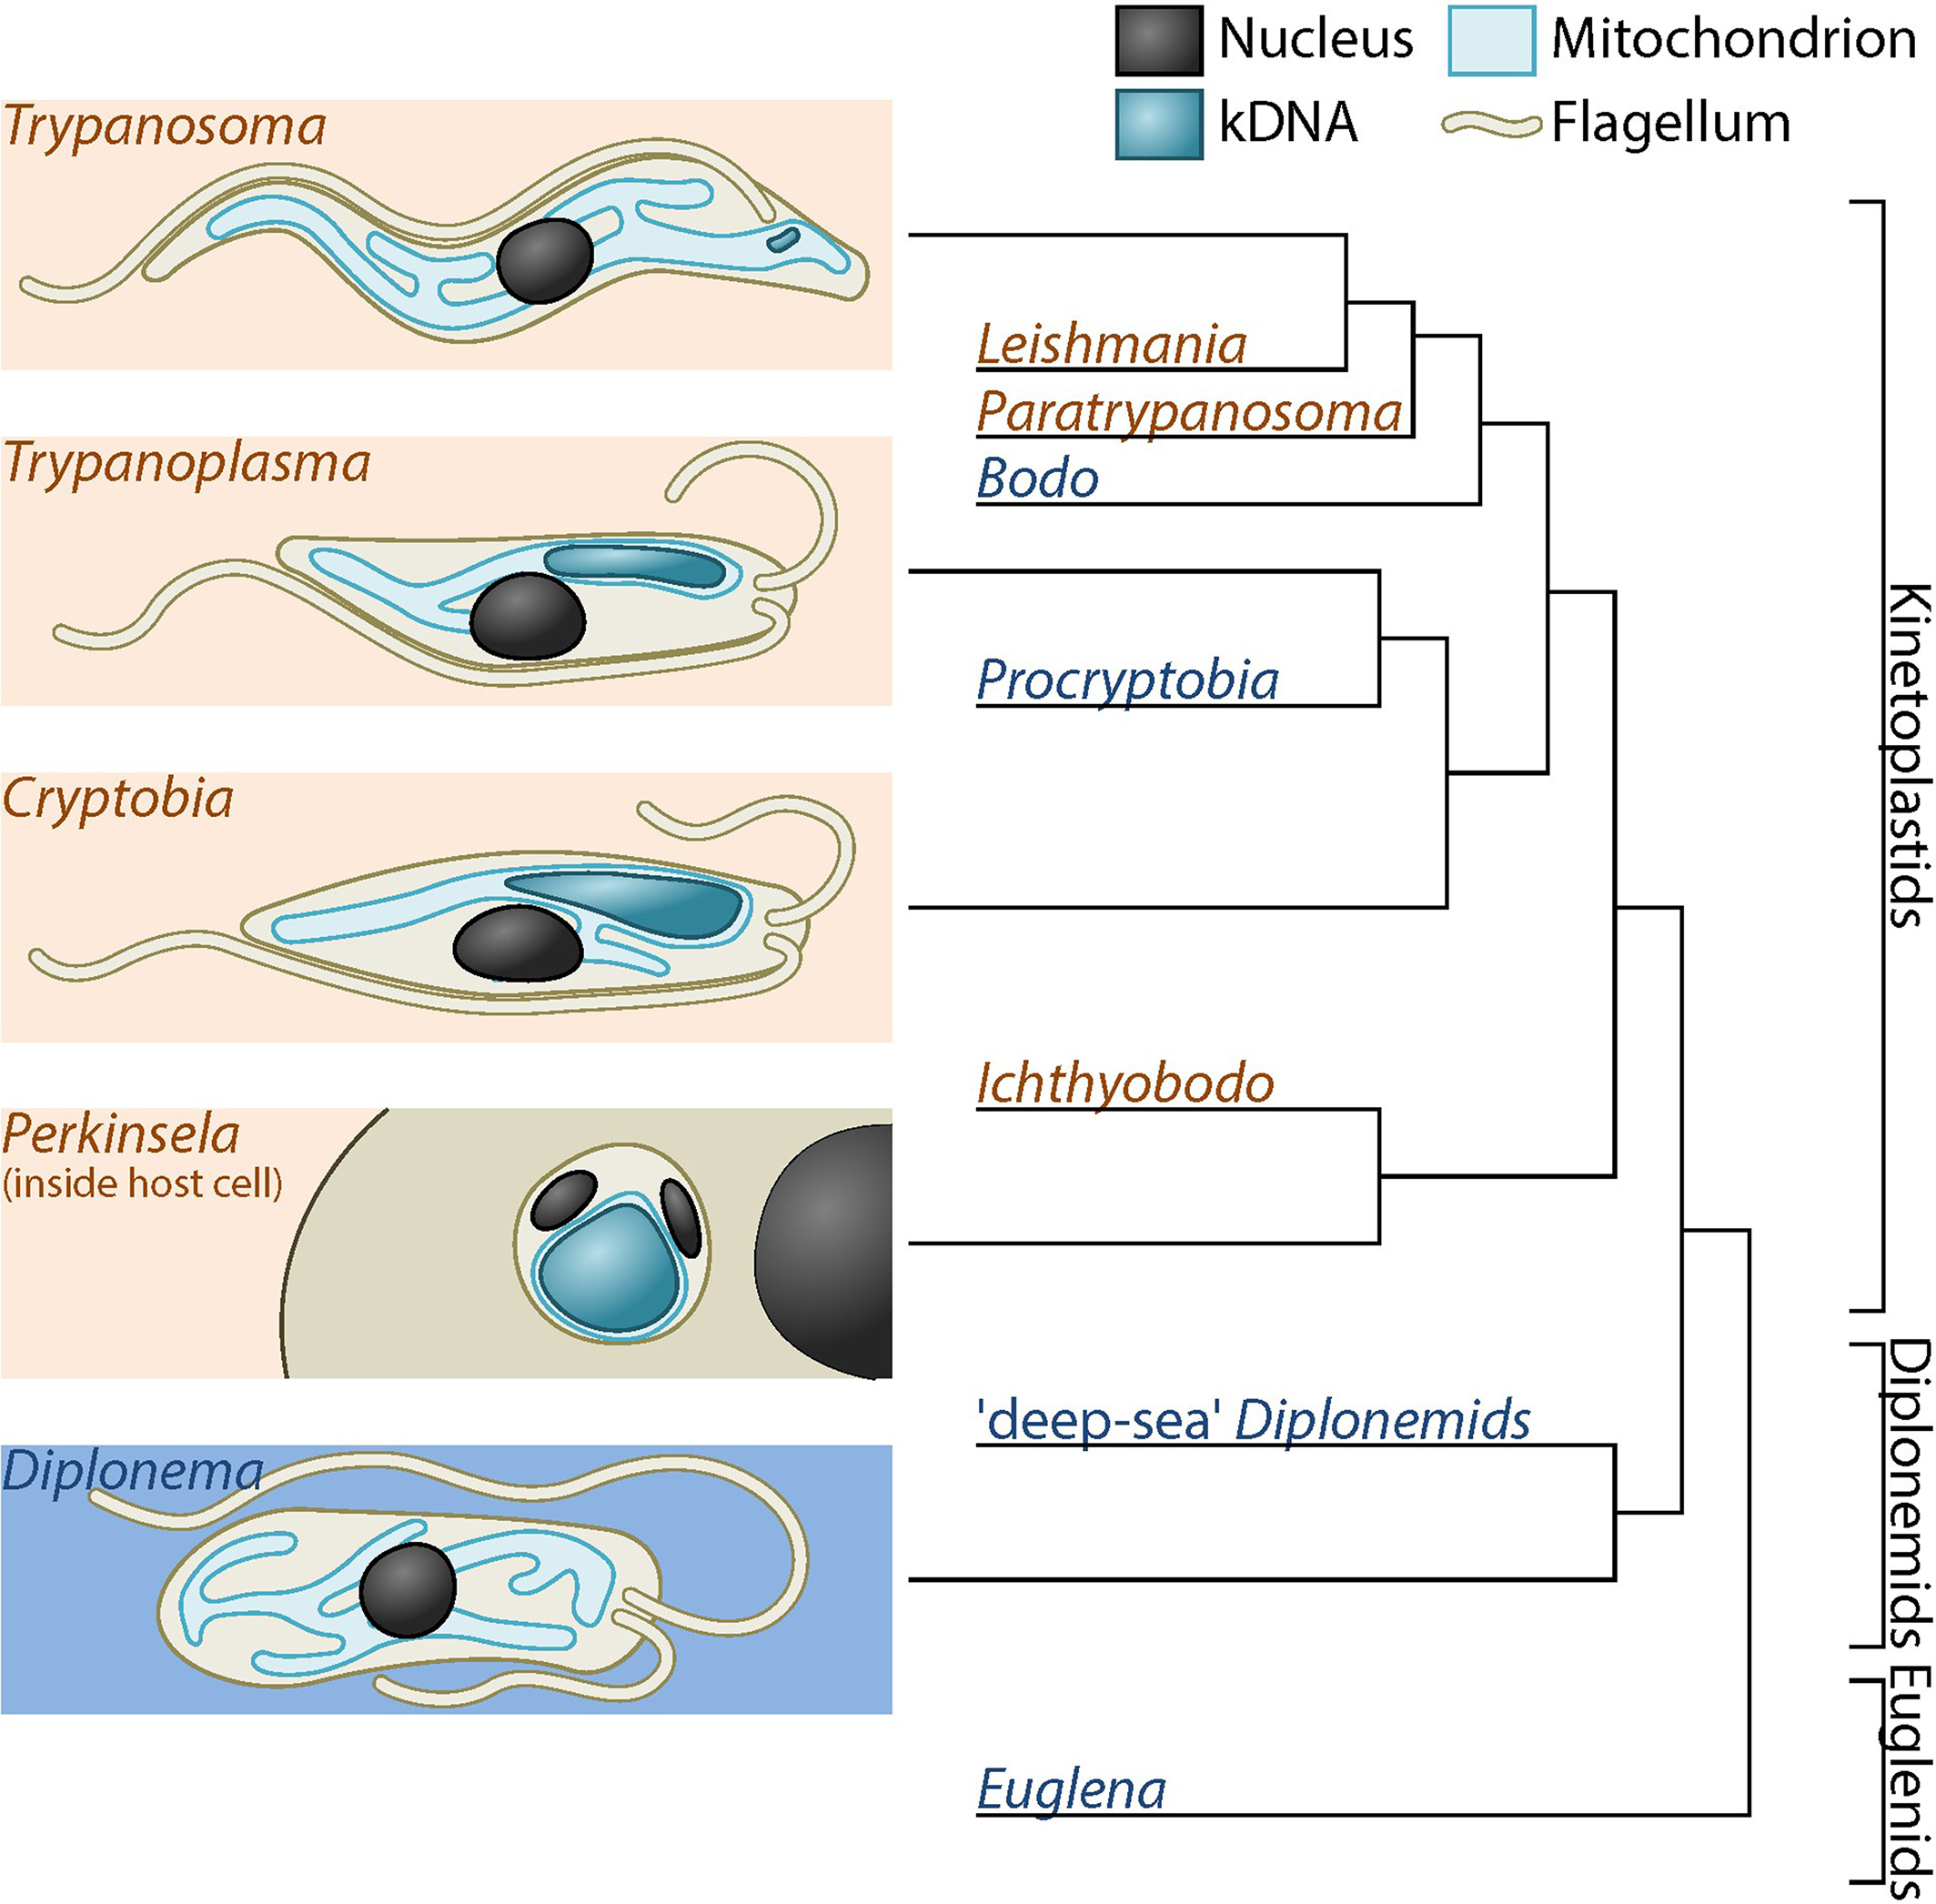 Nucleus
Mitochondrion
kDNA
Flagellum
Trypanosoma
Leishmania
Paratrypanosoma
Bodo
Trypanoplasma
Procryptobia
Cryptobia
Ichthyobodo
Perkinsela
(inside host cell)
'deep-sea' Diplonemids
Diplonema
Euglena
Kinetoplastids
Diplonemids
Euglenids